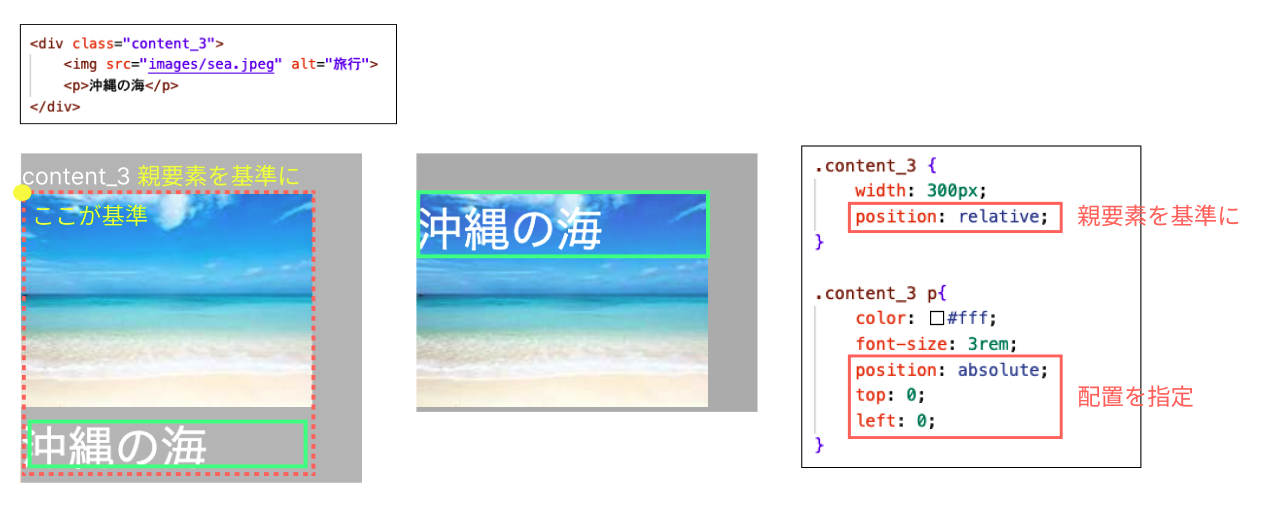 <div class="content_3">
<img src="images/sea.jpeg" alt="旅行">
<p>沖縄の海</p>
</div>
content_3 親要素を基準に
ここが基準
沖縄の海
沖縄の海
.content_3 {
width: 300px;
position: relative;
親要素を基準に
}
.content_3 p{
color: #fff;
font-size: 3rem;
position: absolute;
top: 0;
left: 0;
配置を指定
}